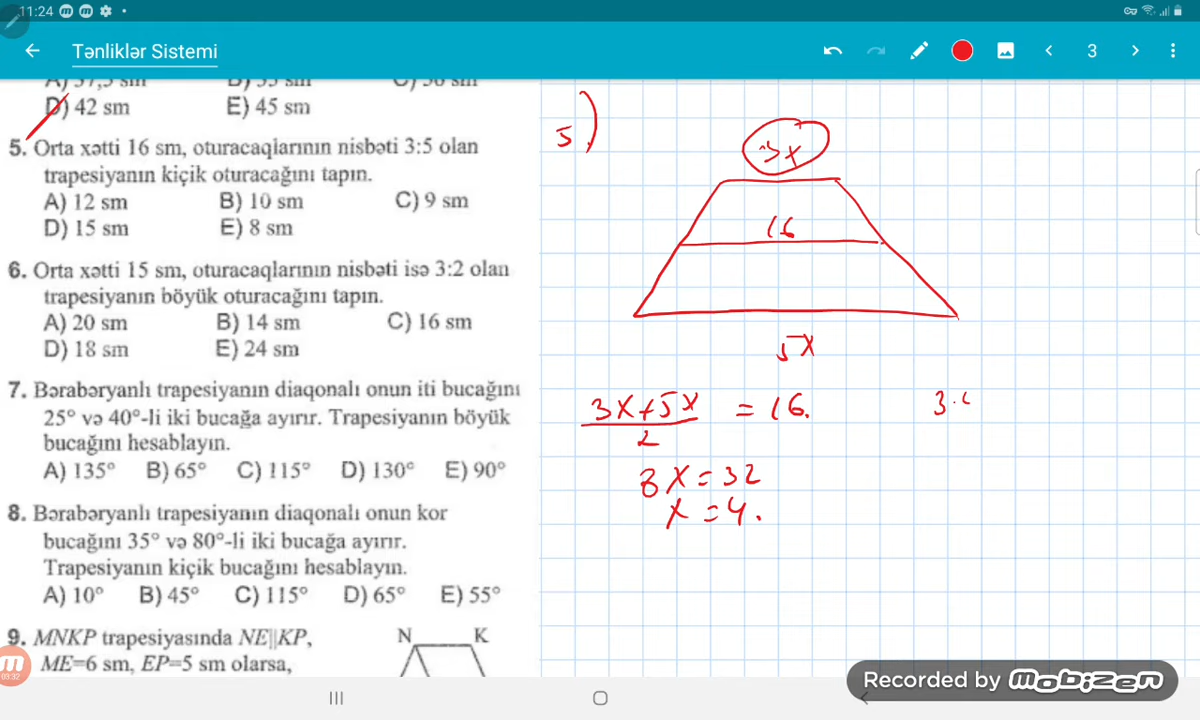 11:24
Tənliklər Sistemi
3
D) 42 sm E) 45 sm
5. Orta xətti 16 sm, oturacaqlarının nisbəti 3:5 olan
trapesiyanın kiçik oturacağını tapın.
A) 12 sm B) 10 sm C) 9 sm
D) 15 sm E) 8 sm
6. Orta xətti 15 sm, oturacaqlarının nisbəti isə 3:2 olan
trapesiyanın böyük oturacağını tapın.
A) 20 sm B) 14 sm C) 16 sm
D) 18 sm E) 24 sm
7. Bərabəryanlı trapesiyanın diaqonalı onun iti bucağını
25° və 40°-li iki bucağa ayırır. Trapesiyanın böyük
bucağını hesablayın.
A) 135° B) 65° C) 115° D) 130° E) 90°
8. Bərabəryanlı trapesiyanın diaqonalı onun kor
bucağını 35° və 80°-li iki bucağa ayırır.
Trapesiyanın kiçik bucağını hesablayın.
A) 10° B) 45° C) 115° D) 65° E) 55°
9. MNKP trapesiyasında NE||KP,
ME=6 sm, EP=5 sm olarsa,
N K
03:32
5)
3x
16
5x
3x+5x = 16.
2
8x=32
x=4.
Recorded by mobizen